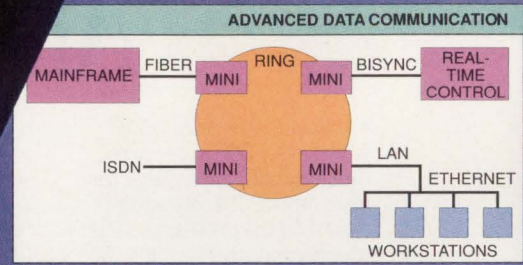 ADVANCED DATA COMMUNICATION
MAINFRAME
FIBER
MINI
RING
MINI
BISYNC
REAL-
TIME
CONTROL
ISDN
MINI
MINI
LAN
ETHERNET
WORKSTATIONS